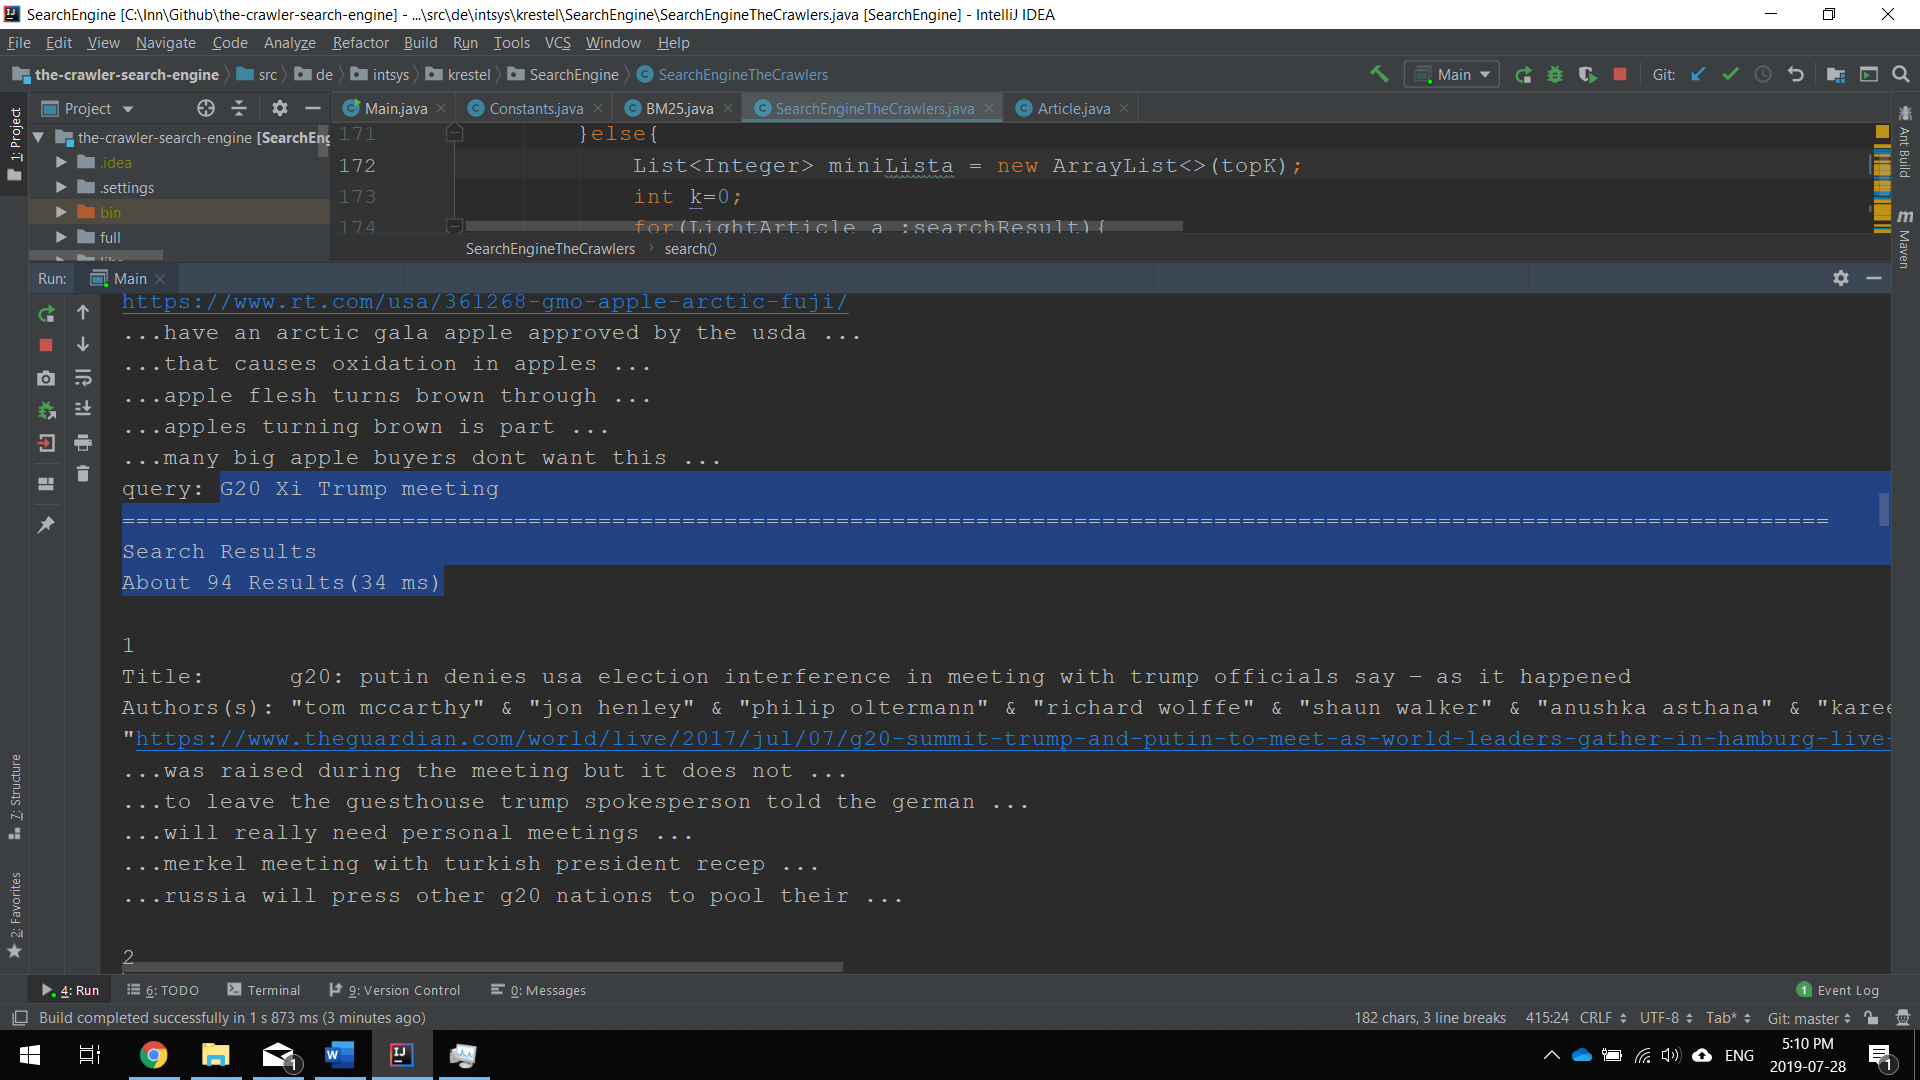 SearchEngine [C:\Inn\Github\the-crawler-search-engine] - ...\src\de\intsys\krestel\SearchEngine\SearchEngineTheCrawlers.java [SearchEngine] - IntelliJ IDEA
File Edit View Navigate Code Analyze Refactor Build Run Tools VCS Window Help
the-crawler-search-engine src de intsys krestel SearchEngine SearchEngineTheCrawlers Main Git:
1: Project
Project
Main.java Constants.java BM25.java SearchEngineTheCrawlers.java Article.java
the-crawler-search-engine [SearchEng
.idea
.settings
bin
full
171 }else{
172 List<Integer> miniLista = new ArrayList<>(topK);
173 int k=0;
174 for(LightArticle a :searchResult){
SearchEngineTheCrawlers › search()
Ant Build
Maven
Run: Main
https://www.rt.com/usa/361268-gmo-apple-arctic-fuji/
...have an arctic gala apple approved by the usda ...
...that causes oxidation in apples ...
...apple flesh turns brown through ...
...apples turning brown is part ...
...many big apple buyers dont want this ...
query: G20 Xi Trump meeting
==========================================================================================================================
Search Results
About 94 Results(34 ms)
1
Title: g20: putin denies usa election interference in meeting with trump officials say – as it happened
Authors(s): "tom mccarthy" & "jon henley" & "philip oltermann" & "richard wolffe" & "shaun walker" & "anushka asthana" & "karee
"https://www.theguardian.com/world/live/2017/jul/07/g20-summit-trump-and-putin-to-meet-as-world-leaders-gather-in-hamburg-live-
...was raised during the meeting but it does not ...
...to leave the guesthouse trump spokesperson told the german ...
...will really need personal meetings ...
...merkel meeting with turkish president recep ...
...russia will press other g20 nations to pool their ...
2
7: Structure
2: Favorites
4: Run 6: TODO Terminal 9: Version Control 0: Messages 1 Event Log
Build completed successfully in 1 s 873 ms (3 minutes ago) 182 chars, 3 line breaks 415:24 CRLF UTF-8 Tab* Git: master
1 ENG 5:10 PM 1
2019-07-28